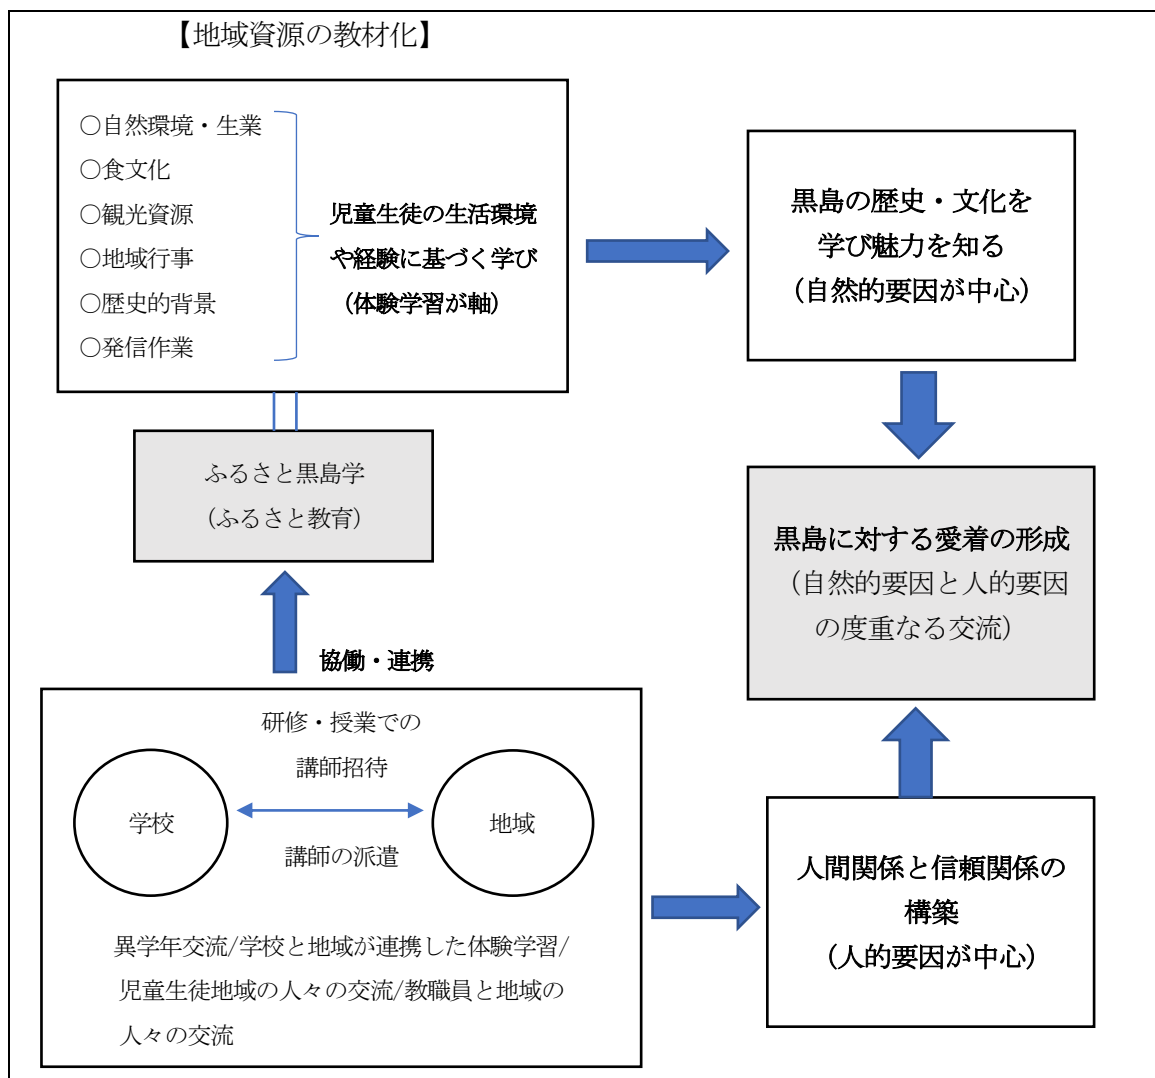 【地域資源の教材化】
〇自然環境・生業
〇食文化
〇観光資源
〇地域行事
〇歴史的背景
〇発信作業
児童生徒の生活環境
や経験に基づく学び
（体験学習が軸）
黒島の歴史・文化を
学び魅力を知る
（自然的要因が中心）
ふるさと黒島学
（ふるさと教育）
黒島に対する愛着の形成
（自然的要因と人的要因
の度重なる交流）
協働・連携
研修・授業での
講師招待
学校
地域
講師の派遣
異学年交流/学校と地域が連携した体験学習/
児童生徒地域の人々の交流/教職員と地域の
人々の交流
人間関係と信頼関係の
構築
（人的要因が中心）